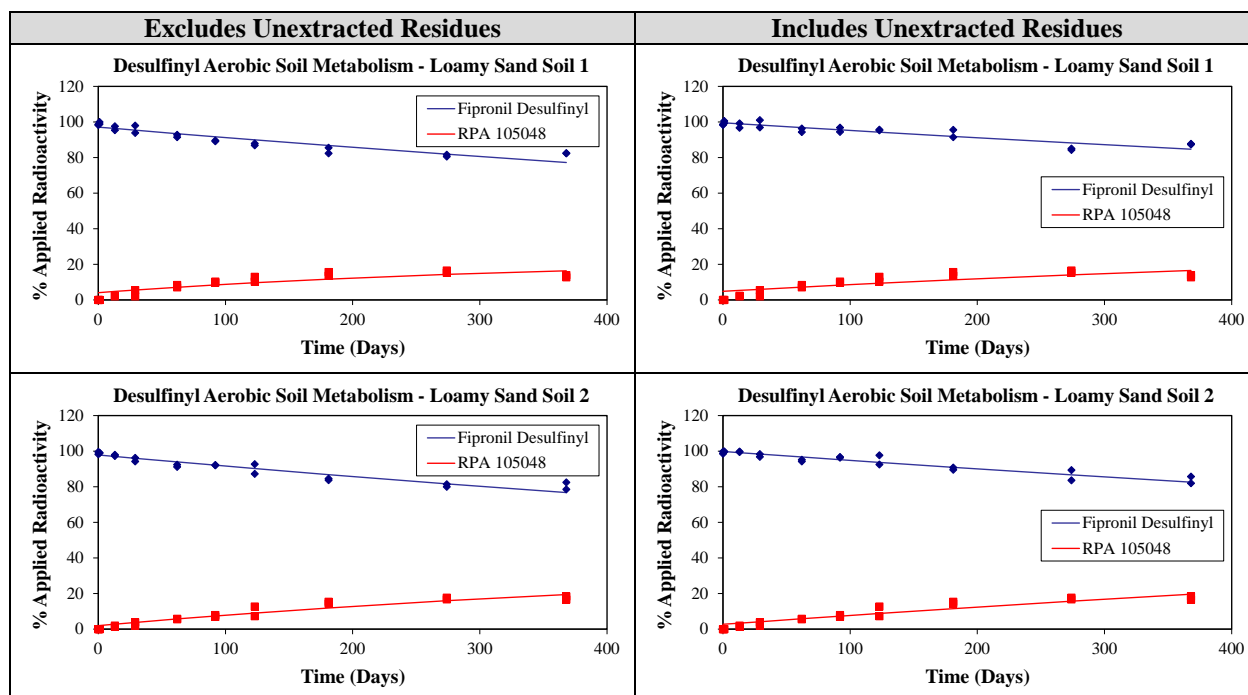 Excludes Unextracted Residues
Includes Unextracted Residues
Desulfinyl Aerobic Soil Metabolism - Loamy Sand Soil 1
% Applied Radioactivity
120
100
80
60
40
20
0
0
100
200
300
400
Time (Days)
Fipronil Desulfinyl
RPA 105048
Desulfinyl Aerobic Soil Metabolism - Loamy Sand Soil 1
% Applied Radioactivity
120
100
80
60
40
20
0
0
100
200
300
400
Time (Days)
Fipronil Desulfinyl
RPA 105048
Desulfinyl Aerobic Soil Metabolism - Loamy Sand Soil 2
% Applied Radioactivity
120
100
80
60
40
20
0
0
100
200
300
400
Time (Days)
Fipronil Desulfinyl
RPA 105048
Desulfinyl Aerobic Soil Metabolism - Loamy Sand Soil 2
% Applied Radioactivity
120
100
80
60
40
20
0
0
100
200
300
400
Time (Days)
Fipronil Desulfinyl
RPA 105048